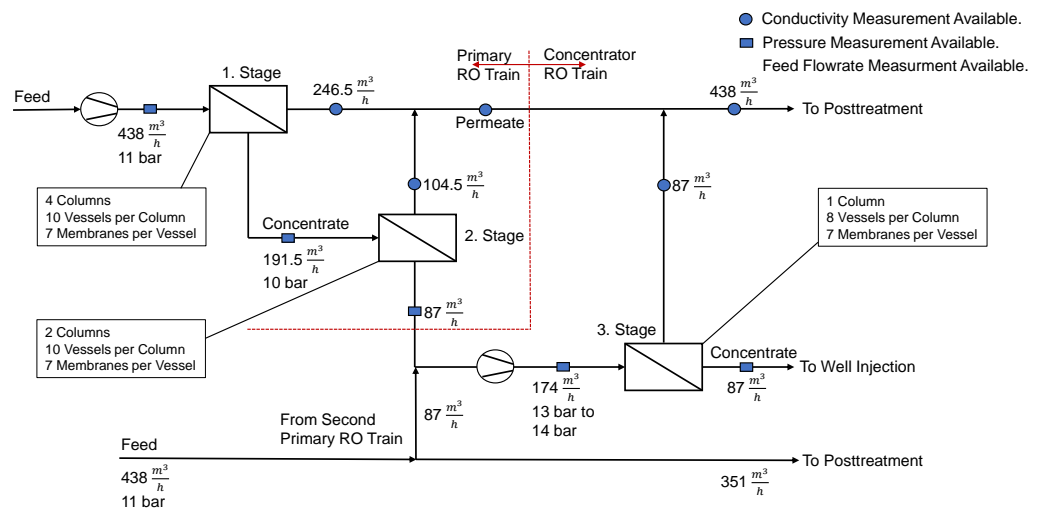 Conductivity Measurement Available.
Pressure Measurement Available.
Feed Flowrate Measurment Available.
Primary
RO Train
Concentrator
RO Train
1. Stage
Feed
438 m³/h
11 bar
246.5 m³/h
Permeate
438 m³/h
To Posttreatment
4 Columns
10 Vessels per Column
7 Membranes per Vessel
104.5 m³/h
87 m³/h
1 Column
8 Vessels per Column
7 Membranes per Vessel
Concentrate
191.5 m³/h
10 bar
2. Stage
87 m³/h
2 Columns
10 Vessels per Column
7 Membranes per Vessel
3. Stage
174 m³/h
13 bar to
14 bar
Concentrate
87 m³/h
To Well Injection
87 m³/h
From Second
Primary RO Train
Feed
438 m³/h
11 bar
351 m³/h
To Posttreatment